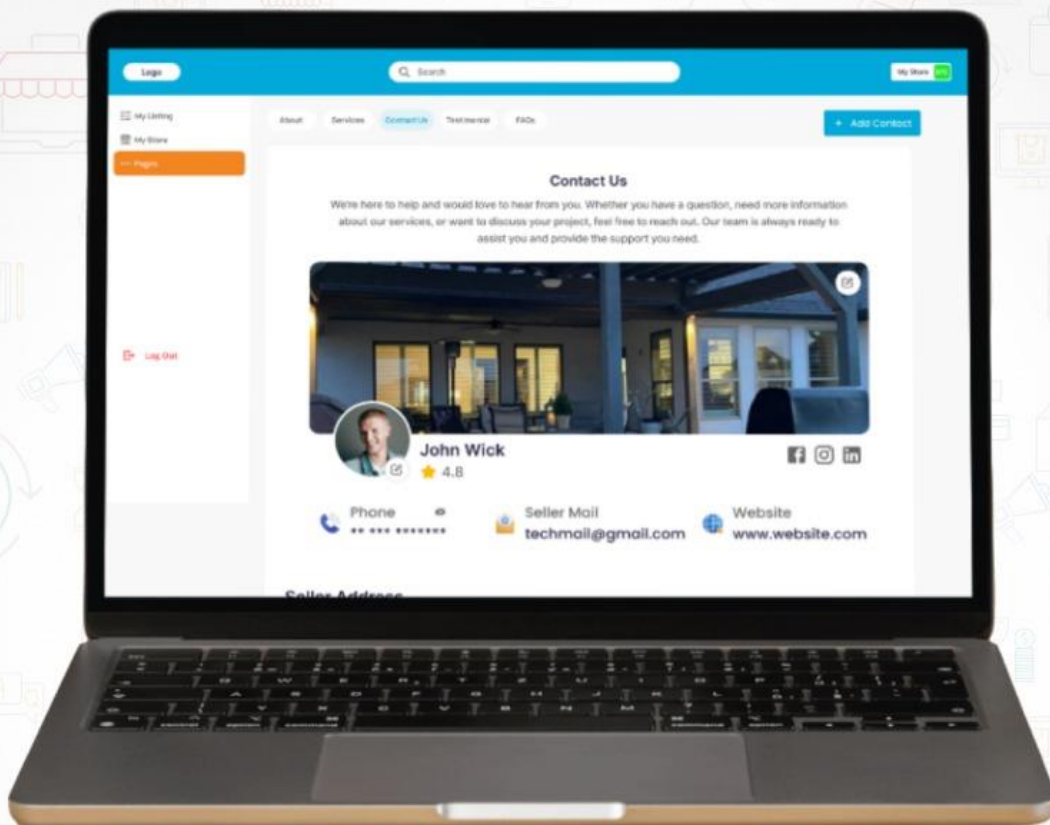 Logo
Search
My Store
My Listing
My Store
Pages
Log Out
About Services Contact Us Testimonial FAQs
+ Add Contact
Contact Us
We're here to help and would love to hear from you. Whether you have a question, need more information
about our services, or want to discuss your project, feel free to reach out. Our team is always ready to
assist you and provide the support you need.
John Wick
4.8
Phone
** *** *******
Seller Mail
techmail@gmail.com
Website
www.website.com
Seller Address